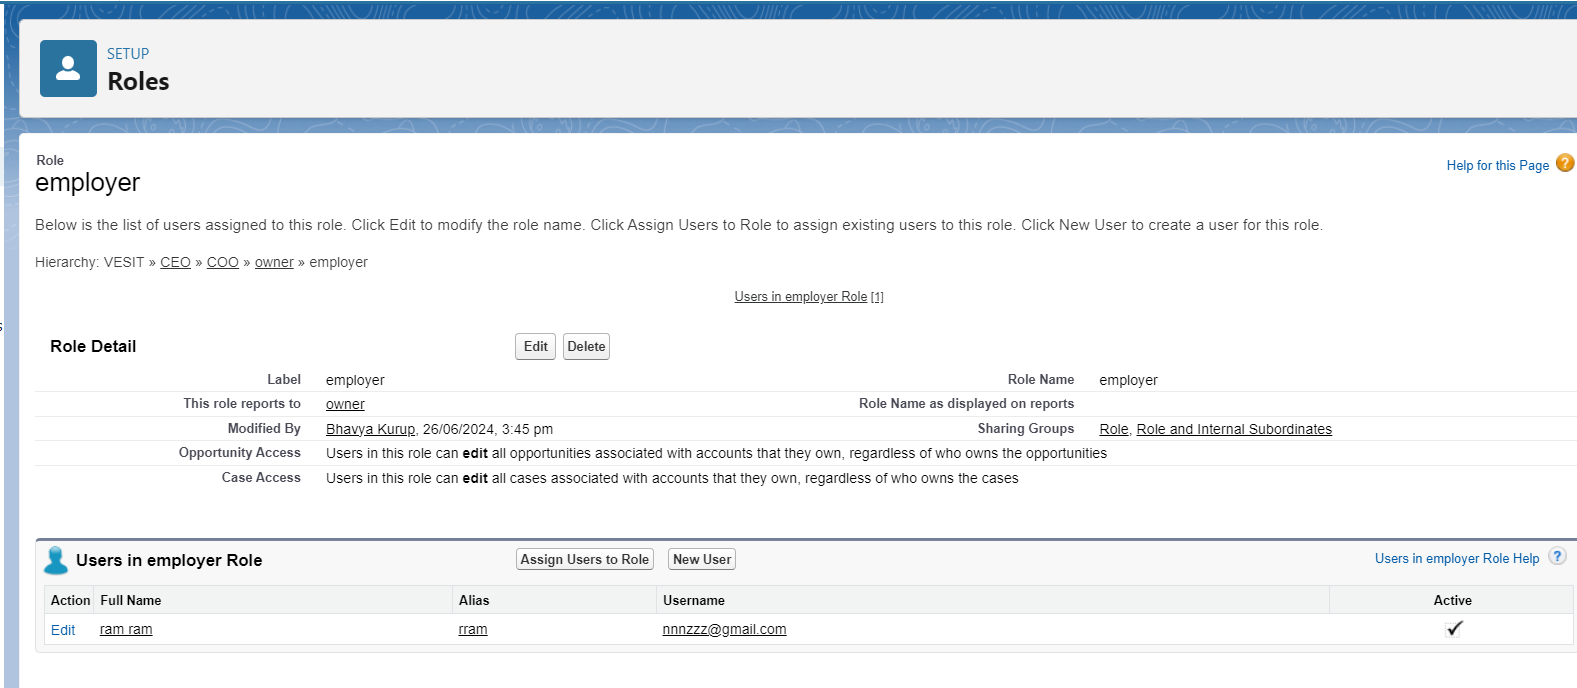 SETUP
Roles
Role
employer
Help for this Page ?
Below is the list of users assigned to this role. Click Edit to modify the role name. Click Assign Users to Role to assign existing users to this role. Click New User to create a user for this role.
Hierarchy: VESIT » CEO » COO » owner » employer
Users in employer Role [1]
Role Detail Edit Delete
Label employer Role Name employer
This role reports to owner Role Name as displayed on reports
Modified By Bhavya Kurup, 26/06/2024, 3:45 pm Sharing Groups Role, Role and Internal Subordinates
Opportunity Access Users in this role can edit all opportunities associated with accounts that they own, regardless of who owns the opportunities
Case Access Users in this role can edit all cases associated with accounts that they own, regardless of who owns the cases
Users in employer Role Assign Users to Role New User Users in employer Role Help ?
Action Full Name Alias Username Active
Edit ram ram rram nnnzzz@gmail.com